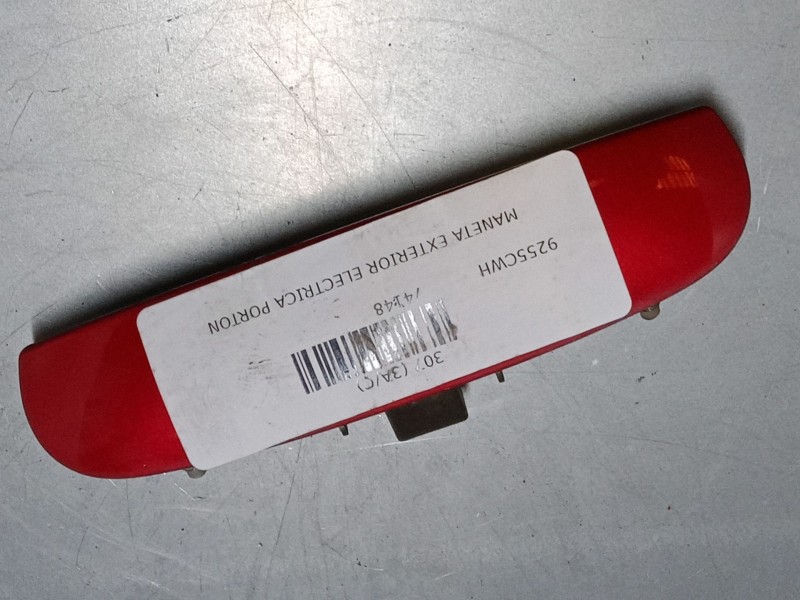 307 (3A/C)
74148
9255CWH
MANETA EXTERIOR ELECTRICA PORTON